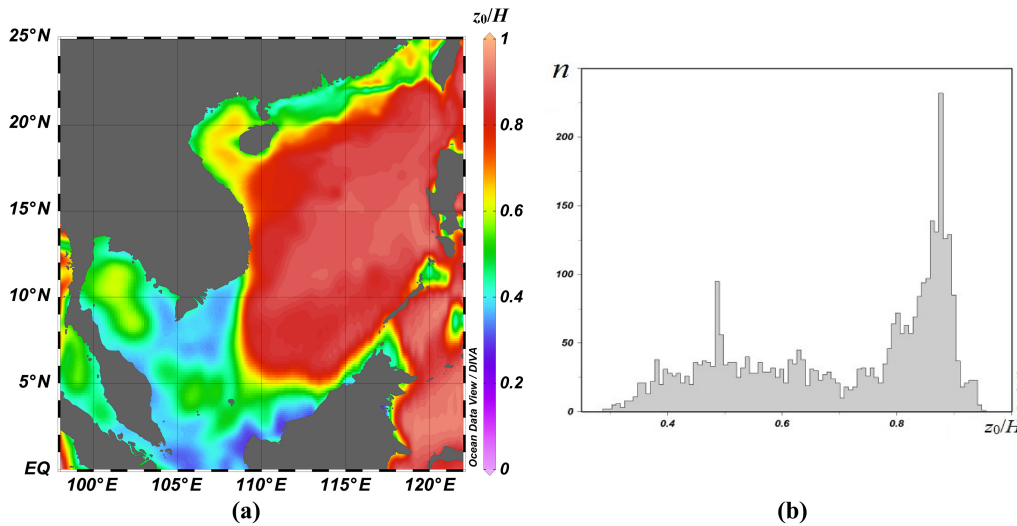 z₀/H
25°N
20°N
15°N
10°N
5°N
EQ
100°E
105°E
110°E
115°E
120°E
Ocean Data View / DIVA
1
0.8
0.6
0.4
0.2
0
(a)
n
200
150
100
50
0
0.4
0.6
0.8
z₀/H
(b)